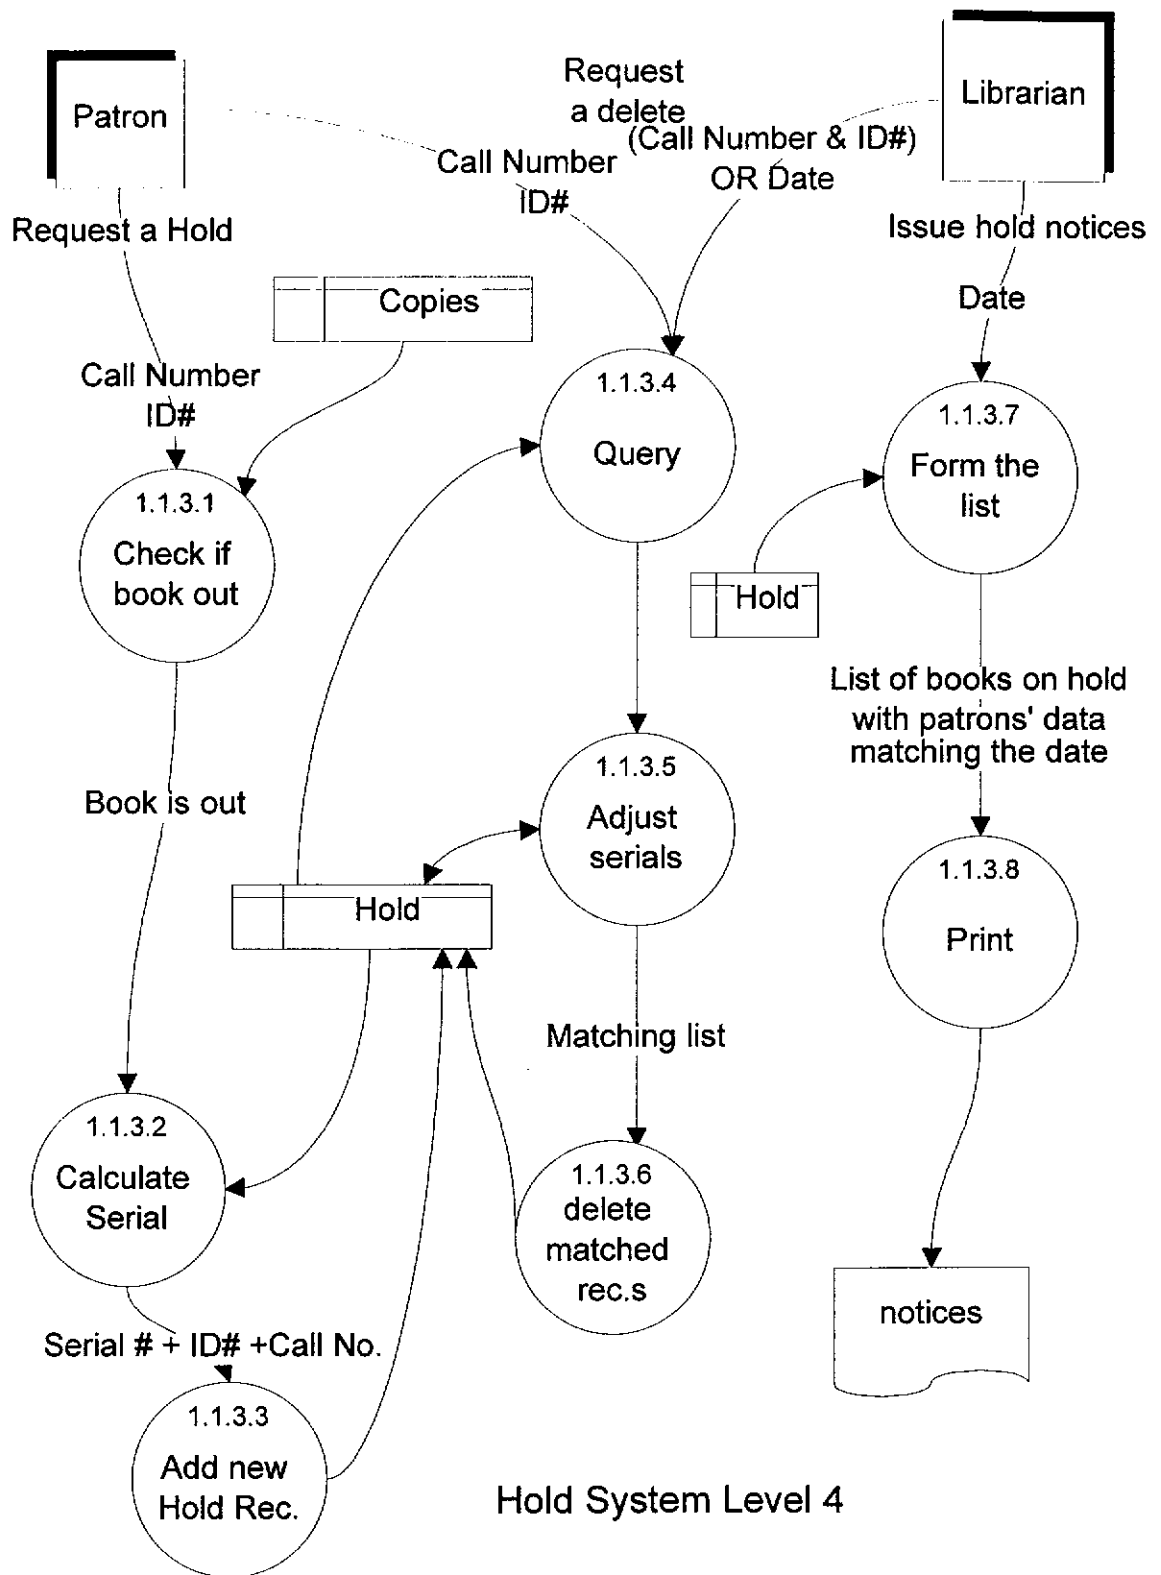 Patron
Request a Hold
Call Number
ID#
Copies
Request
a delete
(Call Number & ID#)
OR Date
Call Number
ID#
Librarian
Issue hold notices
Date
1.1.3.1
Check if
book out
1.1.3.4
Query
1.1.3.7
Form the
list
Hold
List of books on hold
with patrons' data
matching the date
Book is out
1.1.3.5
Adjust
serials
Hold
1.1.3.8
Print
Matching list
1.1.3.2
Calculate
Serial
1.1.3.6
delete
matched
rec.s
notices
Serial # + ID# +Call No.
1.1.3.3
Add new
Hold Rec.
Hold System Level 4